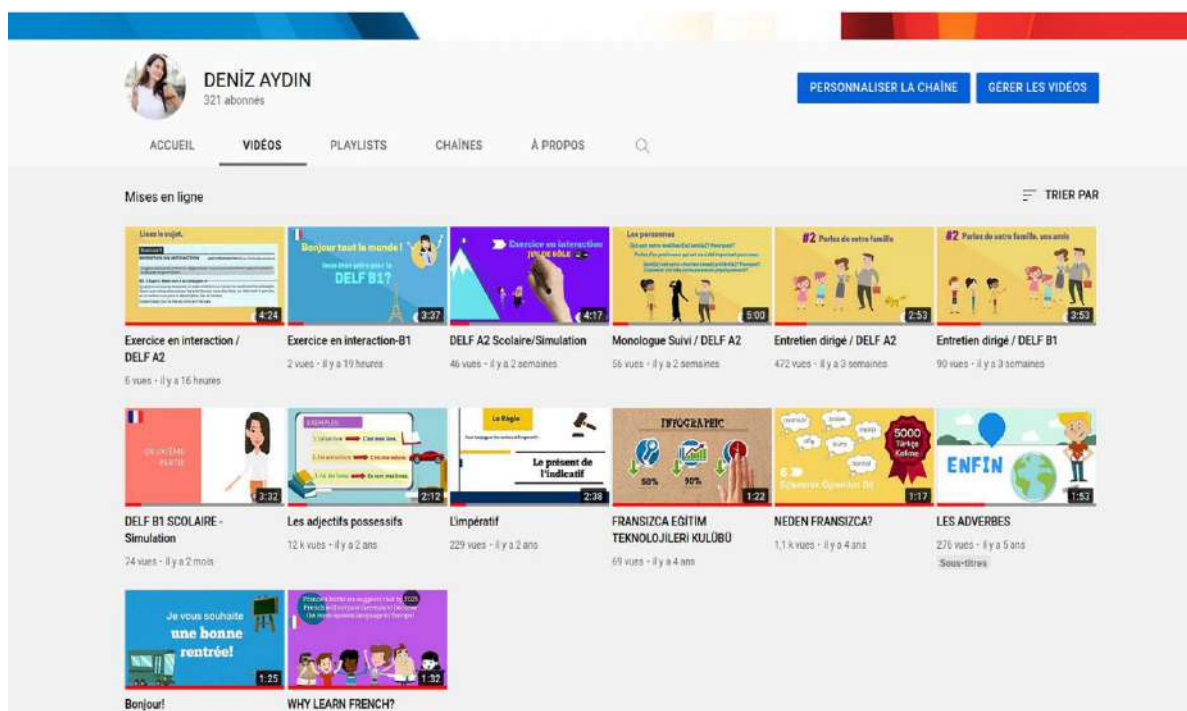 DENİZ AYDIN
321 abonnés
PERSONNALISER LA CHAÎNE
GÉRER LES VIDÉOS
ACCUEIL
VIDÉOS
PLAYLISTS
CHAÎNES
À PROPOS
Mises en ligne
TRIER PAR
Lisez le sujet.
4:24
Exercice en interaction /
DELF A2
6 vues - il y a 16 heures
Bonjour tout le monde !
DELF B1?
3:37
Exercice en interaction-B1
2 vues - il y a 19 heures
Exercice en interaction
JEU DE RÔLE
4:17
DELF A2 Scolaire/Simulation
46 vues - il y a 2 semaines
Les personnes
5:00
Monologue Suivi / DELF A2
56 vues - il y a 2 semaines
#2 Parlez de votre famille
2:53
Entretien dirigé / DELF A2
472 vues - il y a 3 semaines
#2 Parlez de votre famille, vos amis
3:53
Entretien dirigé / DELF B1
90 vues - il y a 3 semaines
DEUXIÈME
PARTIE
3:32
DELF B1 SCOLAIRE -
Simulation
74 vues - il y a 2 mois
EXEMPLES
2:12
Les adjectifs possessifs
12 k vues - il y a 2 ans
La Règle
Le présent de
l'indicatif
2:38
L'impératif
229 vues - il y a 2 ans
INFOGRAPHIC
50%
90%
1:22
FRANSIZCA EĞİTİM
TEKNOLOJİLERİ KULÜBÜ
69 vues - il y a 4 ans
5000
Türkçe
Kelime
1:17
NEDEN FRANSIZCA?
1,1 k vues - il y a 4 ans
ENFIN
1:53
LES ADVERBES
276 vues - il y a 5 ans
Sous-titres
Je vous souhaite
une bonne
rentrée!
1:25
Bonjour!
1:32
WHY LEARN FRENCH?